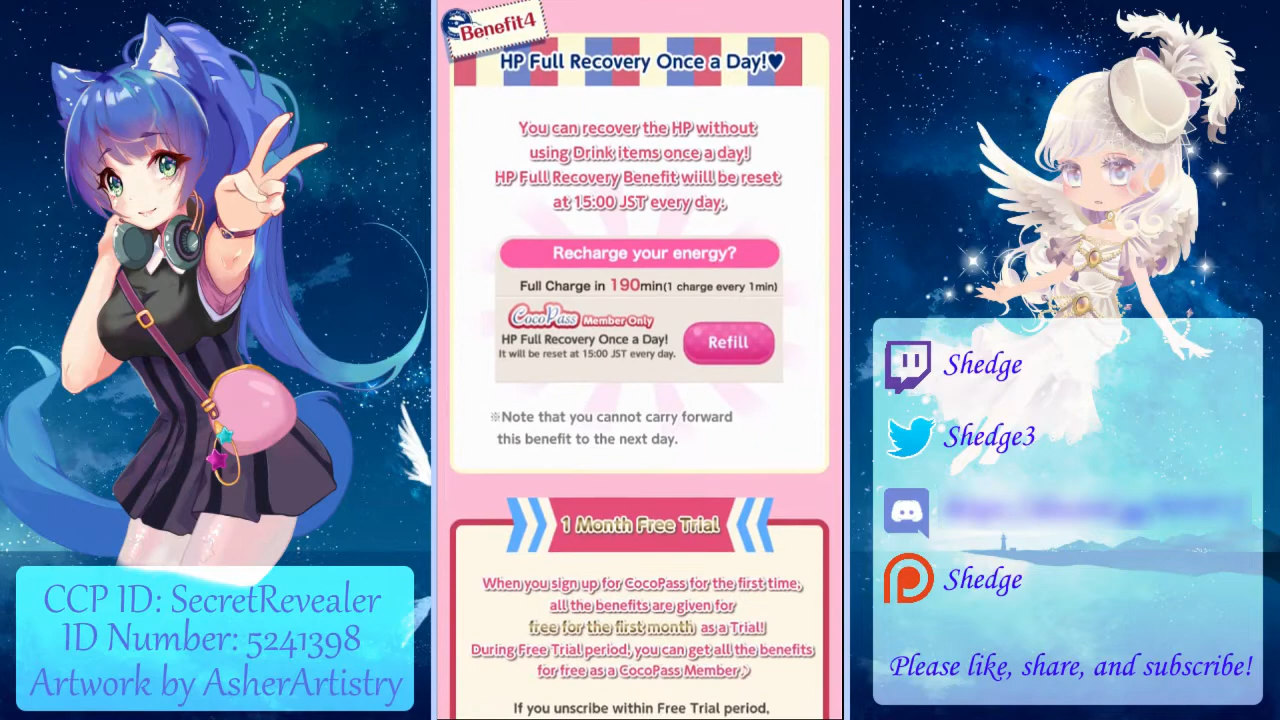 CCP ID: SecretRevealer
ID Number: 5241398
Artwork by AsherArtistry
Benefit4
HP Full Recovery Once a Day!♥
You can recover the HP without
using Drink items once a day!
HP Full Recovery Benefit wiill be reset
at 15:00 JST every day.
Recharge your energy?
Full Charge in 190min(1 charge every 1min)
CocoPass Member Only
HP Full Recovery Once a Day!
It will be reset at 15:00 JST every day.
Refill
※Note that you cannot carry forward
this benefit to the next day.
1 Month Free Trial
When you sign up for CocoPass for the first time,
all the benefits are given for
free for the first month as a Trial!
During Free Trial period, you can get all the benefits
for free as a CocoPass Member♪
If you unscribe within Free Trial period,
Shedge
Shedge3
Shedge
Please like, share, and subscribe!